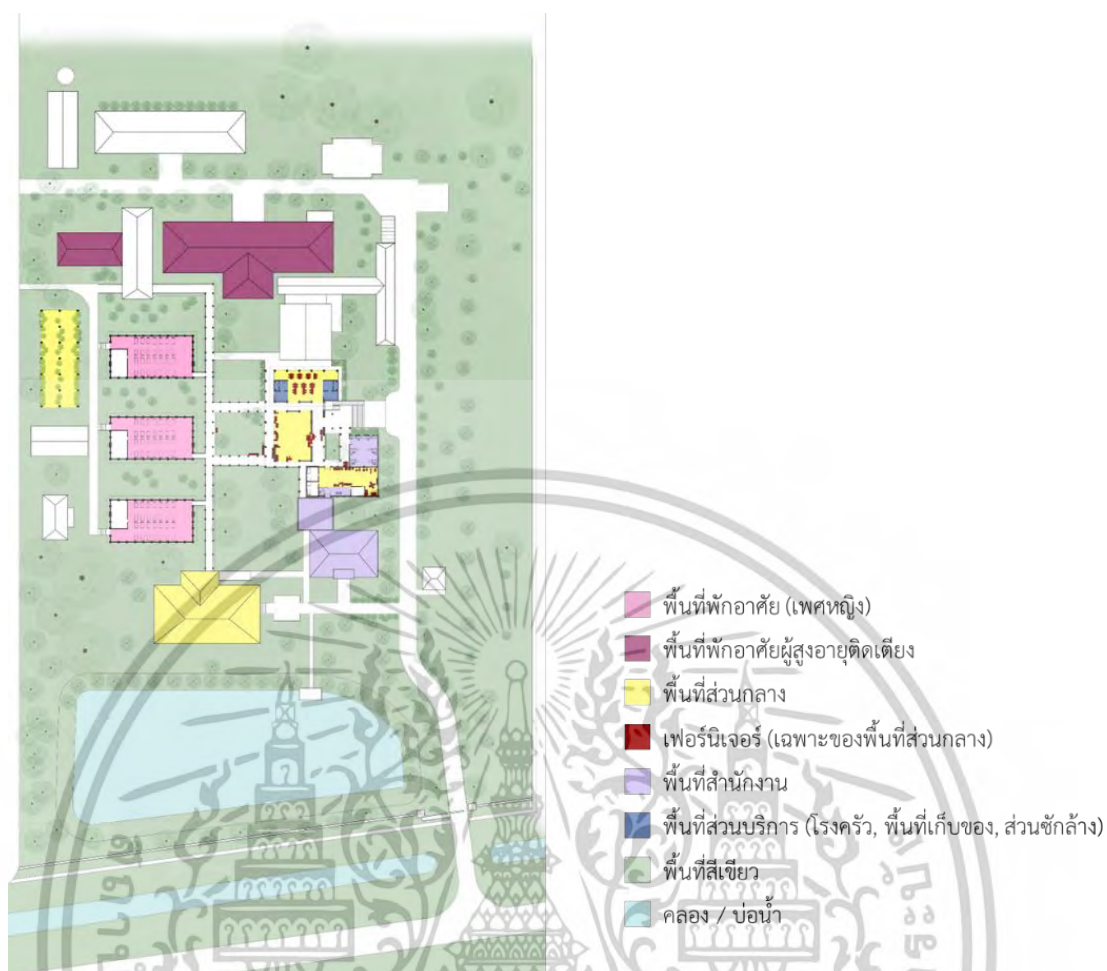 พื้นที่พักอาศัย (เพศหญิง)
พื้นที่พักอาศัยผู้สูงอายุติดเตียง
พื้นที่ส่วนกลาง
เฟอร์นิเจอร์ (เฉพาะของพื้นที่ส่วนกลาง)
พื้นที่สำนักงาน
พื้นที่ส่วนบริการ (โรงครัว, พื้นที่เก็บของ, ส่วนซักล้าง)
พื้นที่สีเขียว
คลอง / บ่อน้ำ